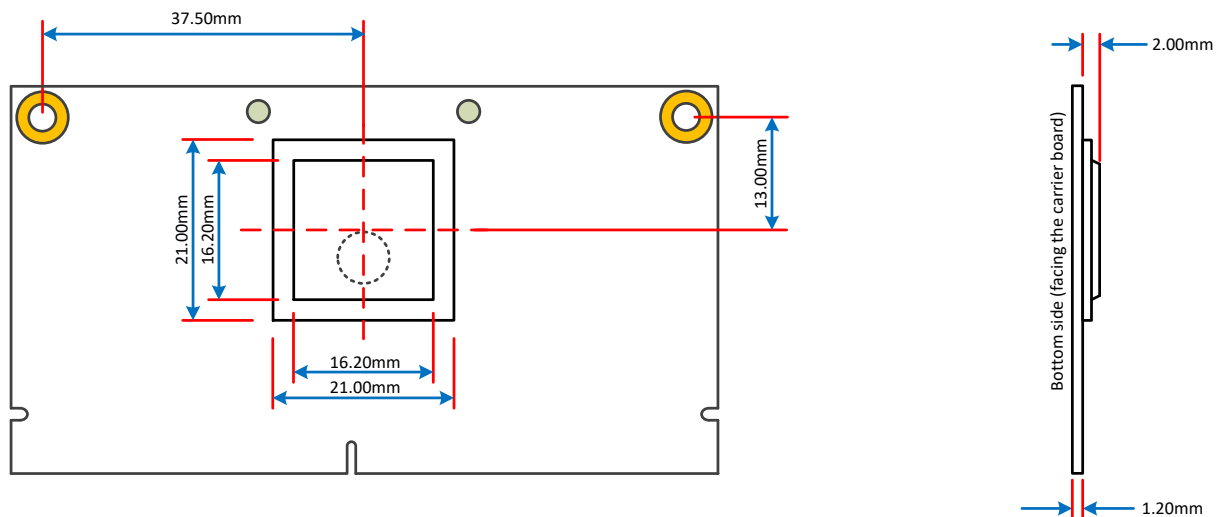 37.50mm
2.00mm
13.00mm
21.00mm
16.20mm
Bottom side (facing the carrier board)
16.20mm
21.00mm
1.20mm